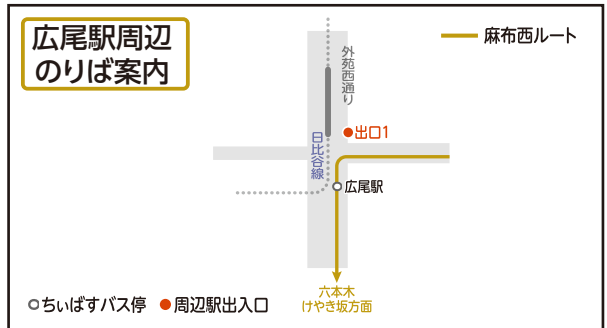 広尾駅周辺
のりば案内
麻布西ルート
外苑西通り
出口1
日比谷線
広尾駅
六本木
けやき坂方面
ちぃばすバス停
周辺駅出入口